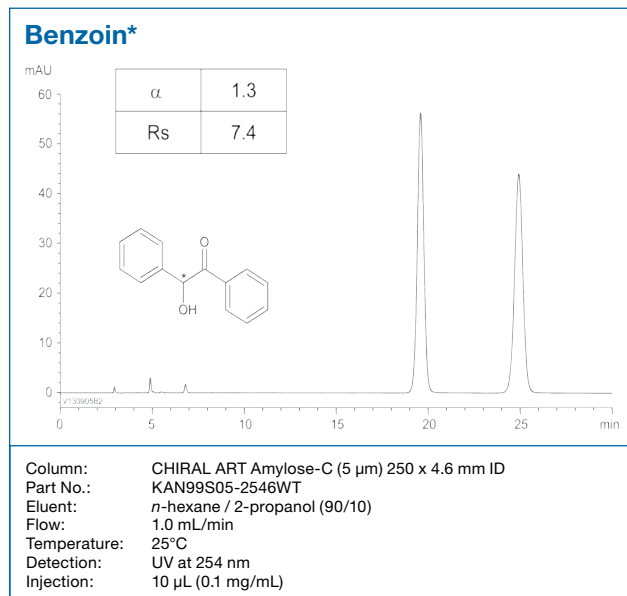 Benzoin*
mAU
60
α 1.3
50
Rs 7.4
40
30
O
*
20
OH
10
0
V130905B2
0 5 10 15 20 25 min
Column: CHIRAL ART Amylose-C (5 µm) 250 x 4.6 mm ID
Part No.: KAN99S05-2546WT
Eluent: n-hexane / 2-propanol (90/10)
Flow: 1.0 mL/min
Temperature: 25°C
Detection: UV at 254 nm
Injection: 10 µL (0.1 mg/mL)